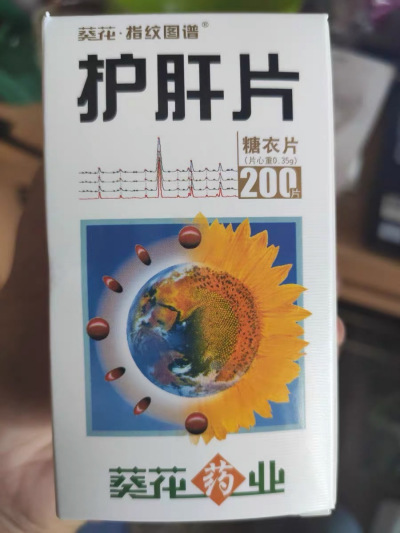 葵花·指纹图谱®
护肝片
糖衣片
(片心重0.35g)
200片
葵花药业